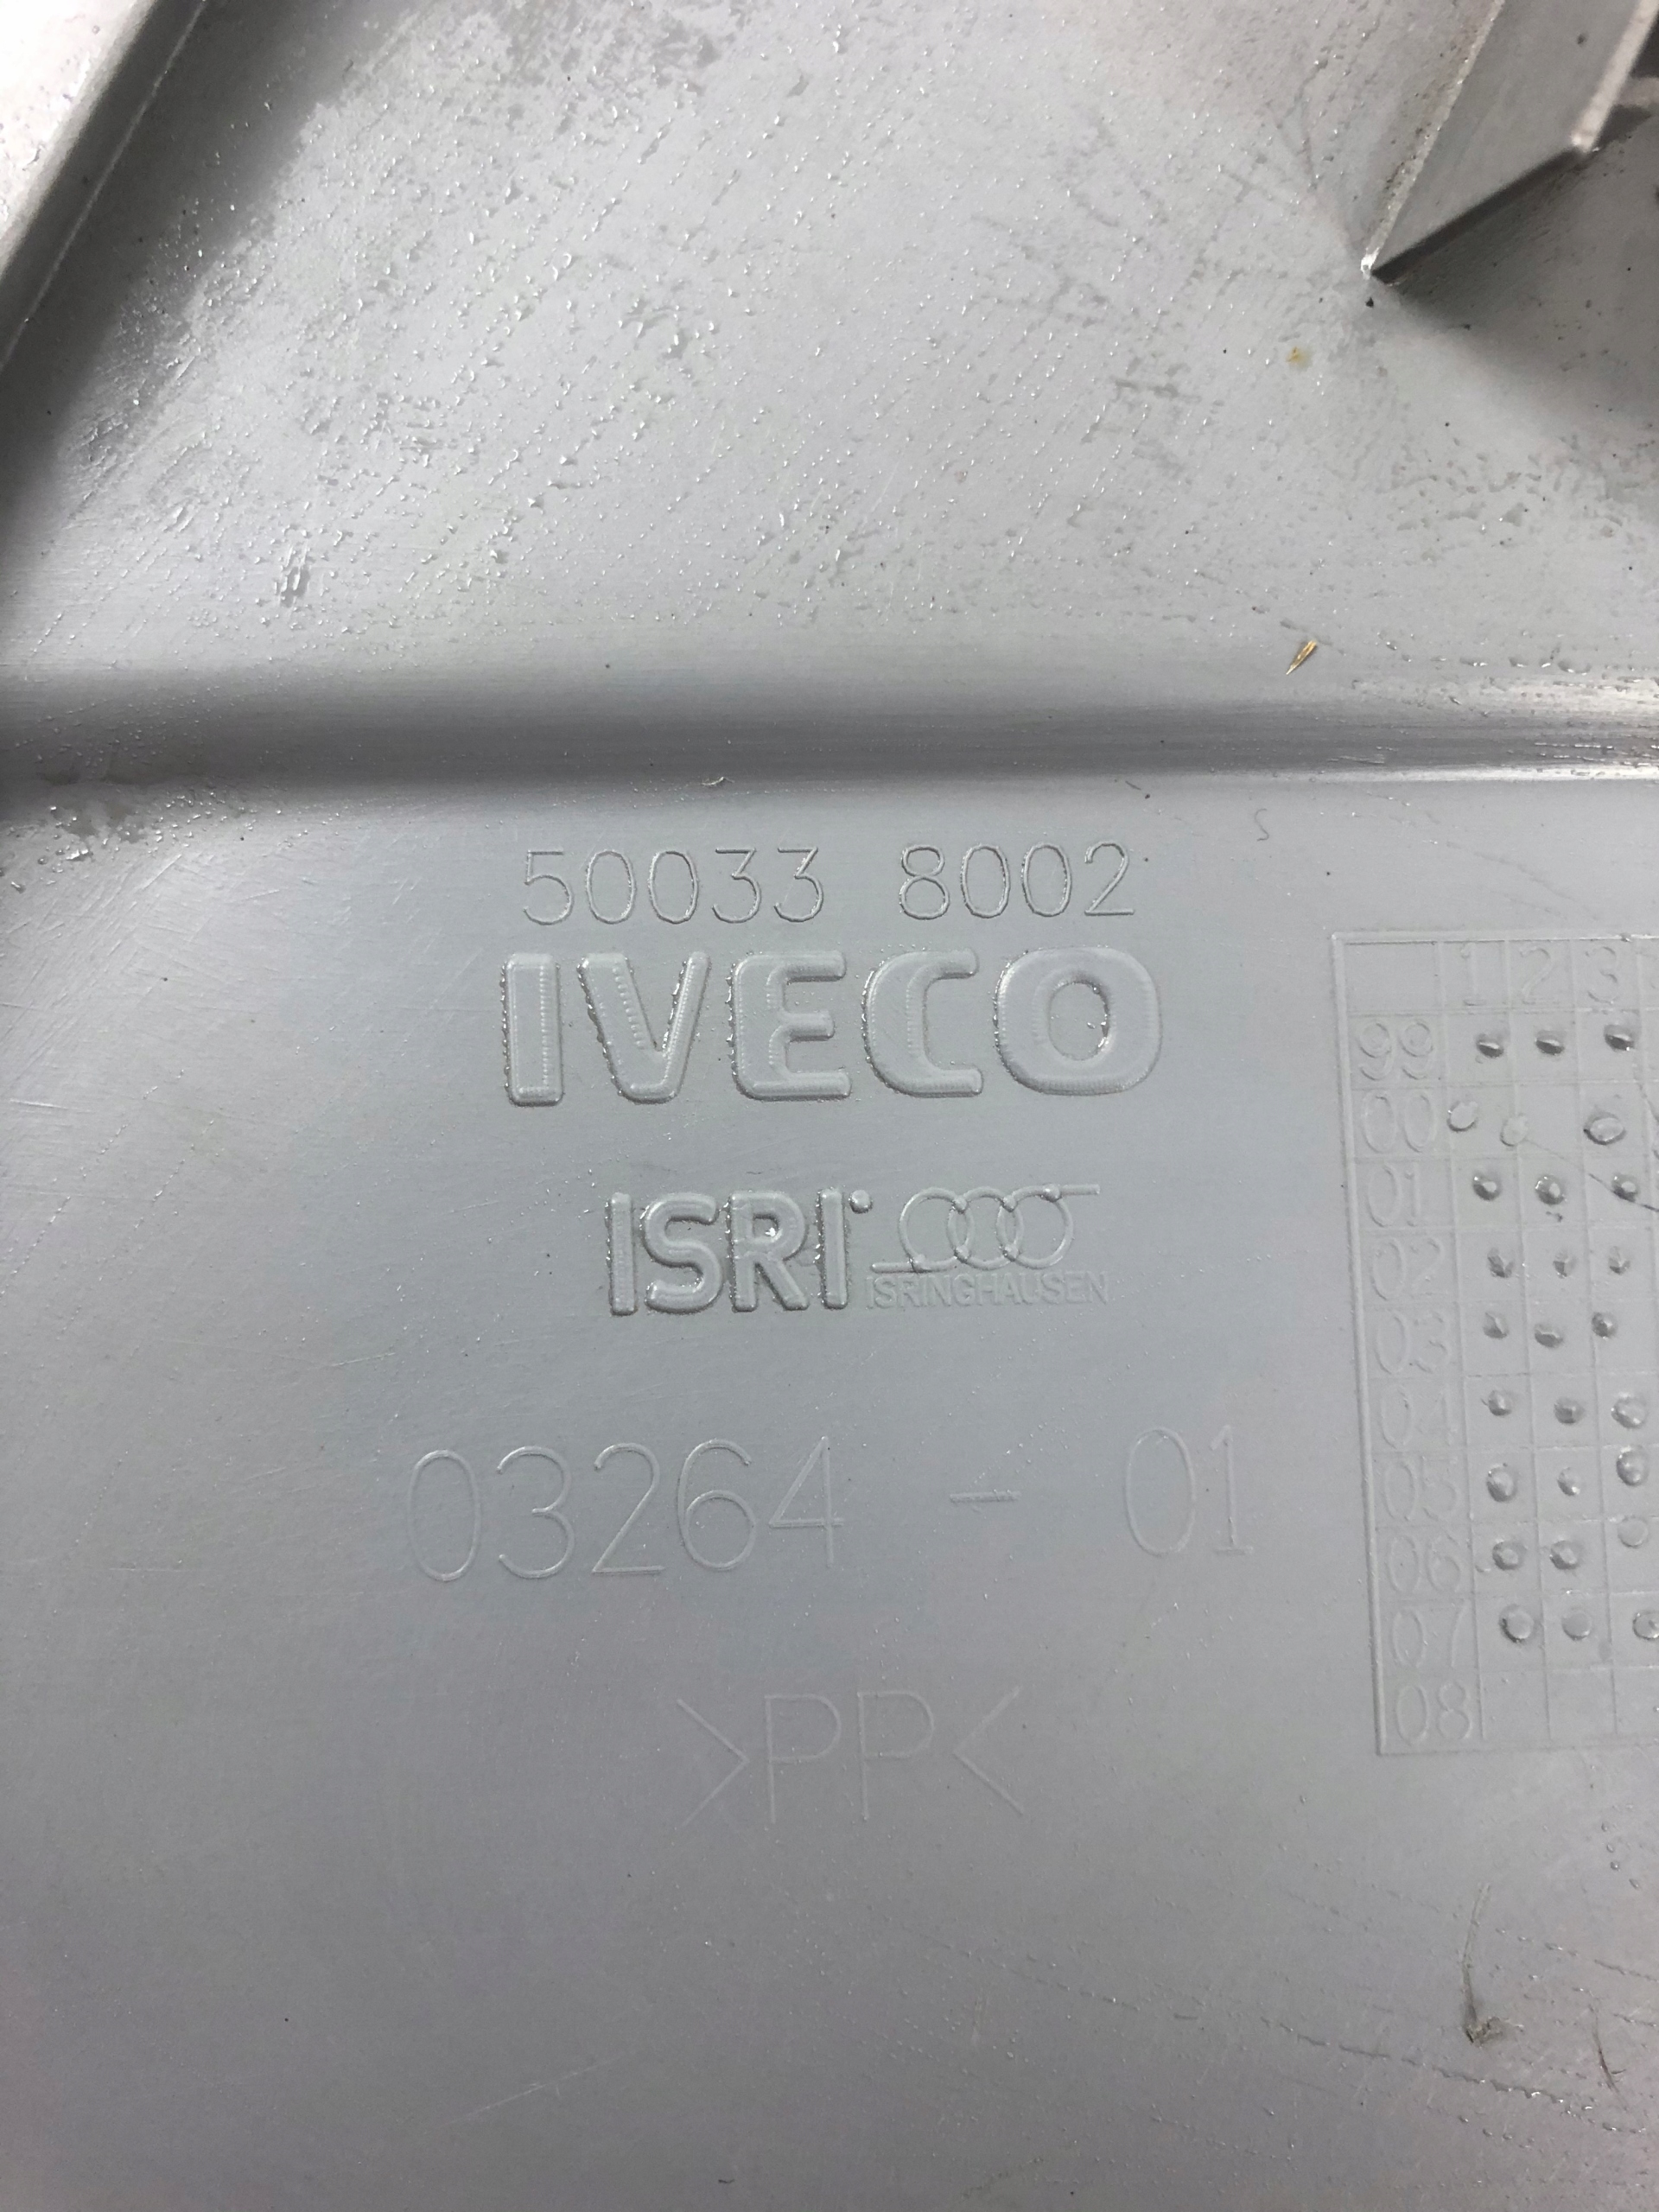 50033 8002
IVECO
ISRI
ISRINGHAUSEN
03264 - 01
>PP<
1 2 3
99
00
01
02
03
04
05
06
07
08